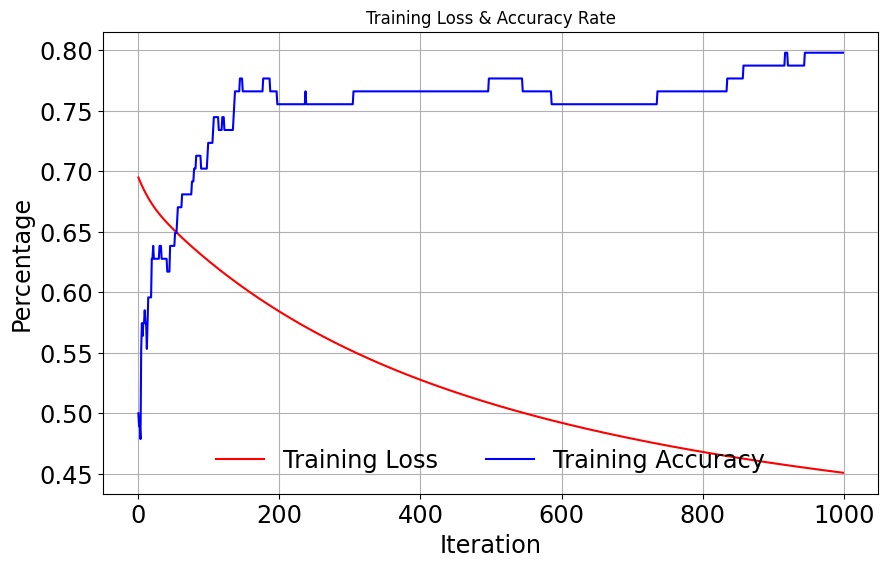 Training Loss & Accuracy Rate
0.80
0.75
0.70
0.65
0.60
0.55
0.50
0.45
Percentage
Training Loss
Training Accuracy
0 200 400 600 800 1000
Iteration